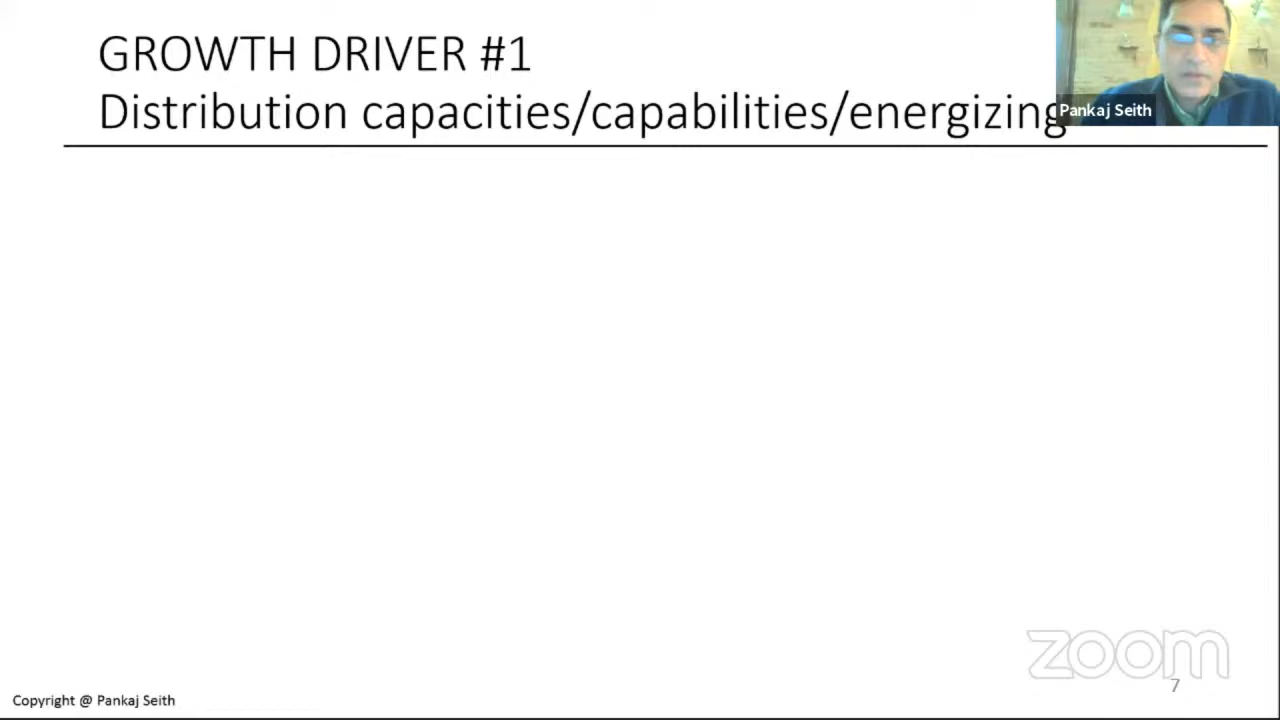 GROWTH DRIVER #1
Distribution capacities/capabilities/energizing
Pankaj Seith
zoom
7
Copyright @ Pankaj Seith